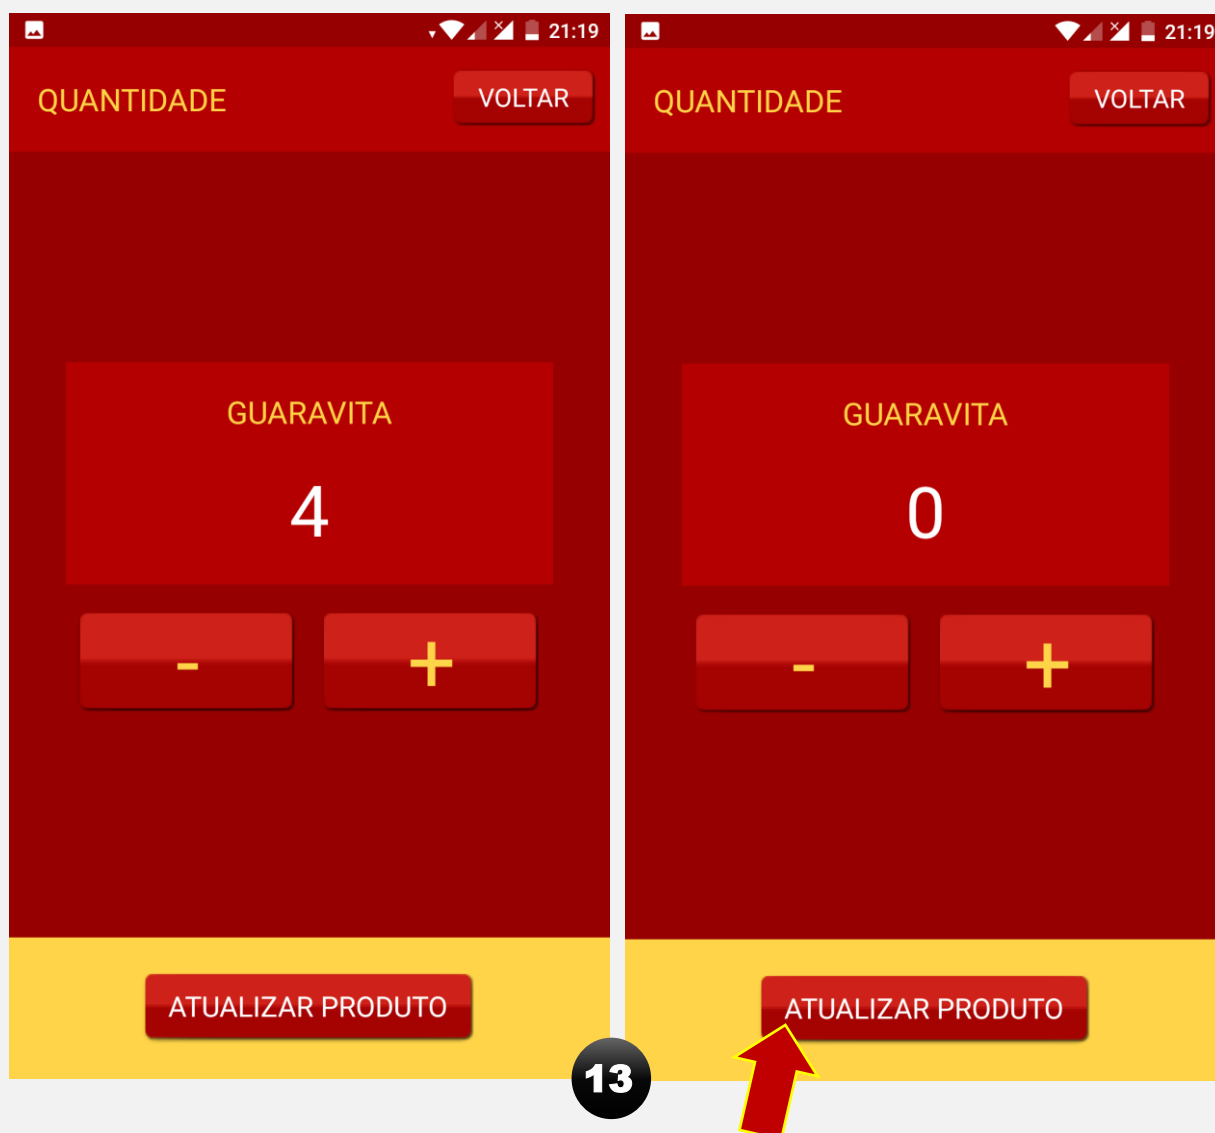 21:19
QUANTIDADE
VOLTAR
GUARAVITA
4
- +
ATUALIZAR PRODUTO
21:19
QUANTIDADE
VOLTAR
GUARAVITA
0
- +
ATUALIZAR PRODUTO
13